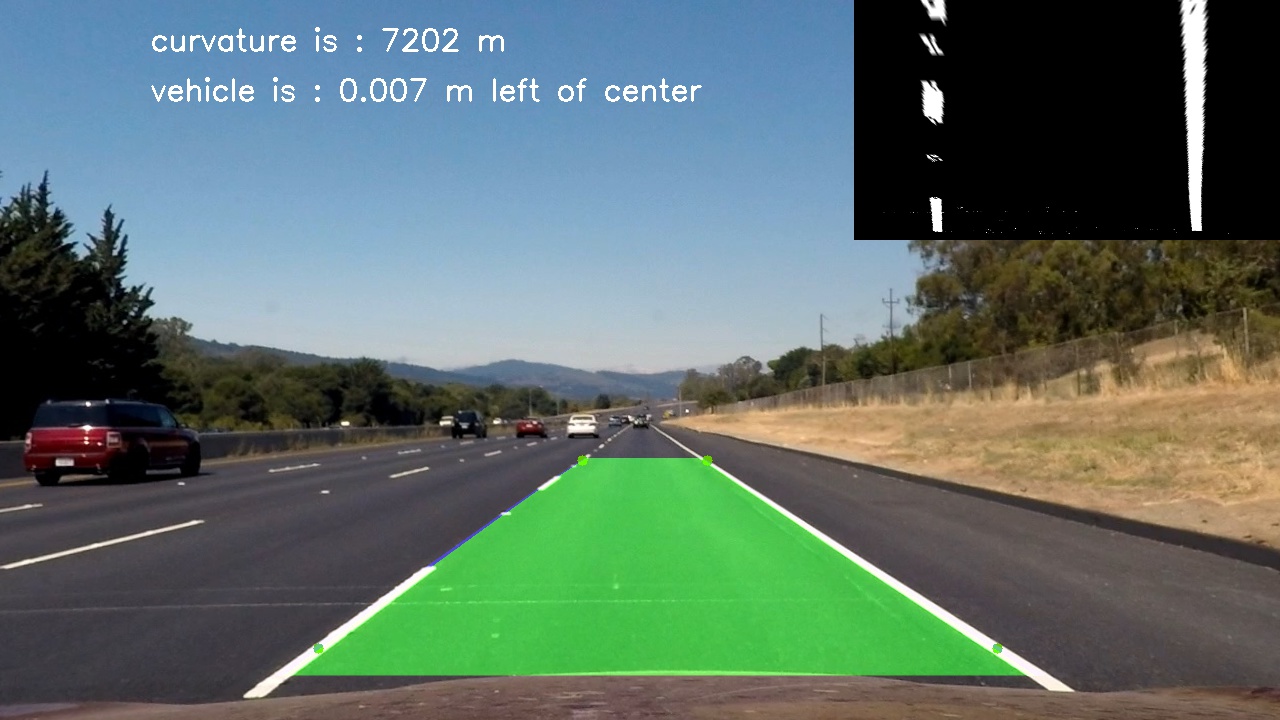 curvature is : 7202 m
vehicle is : 0.007 m left of center